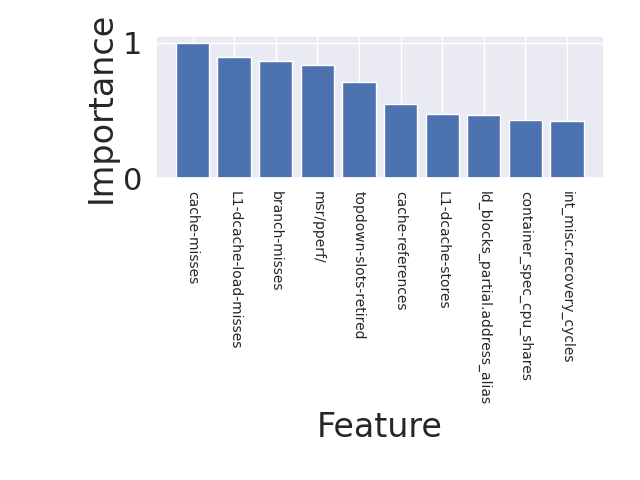 Importance
1
0
cache-misses
L1-dcache-load-misses
branch-misses
msr/pperf/
topdown-slots-retired
cache-references
L1-dcache-stores
ld_blocks_partial.address_alias
container_spec_cpu_shares
int_misc.recovery_cycles
Feature